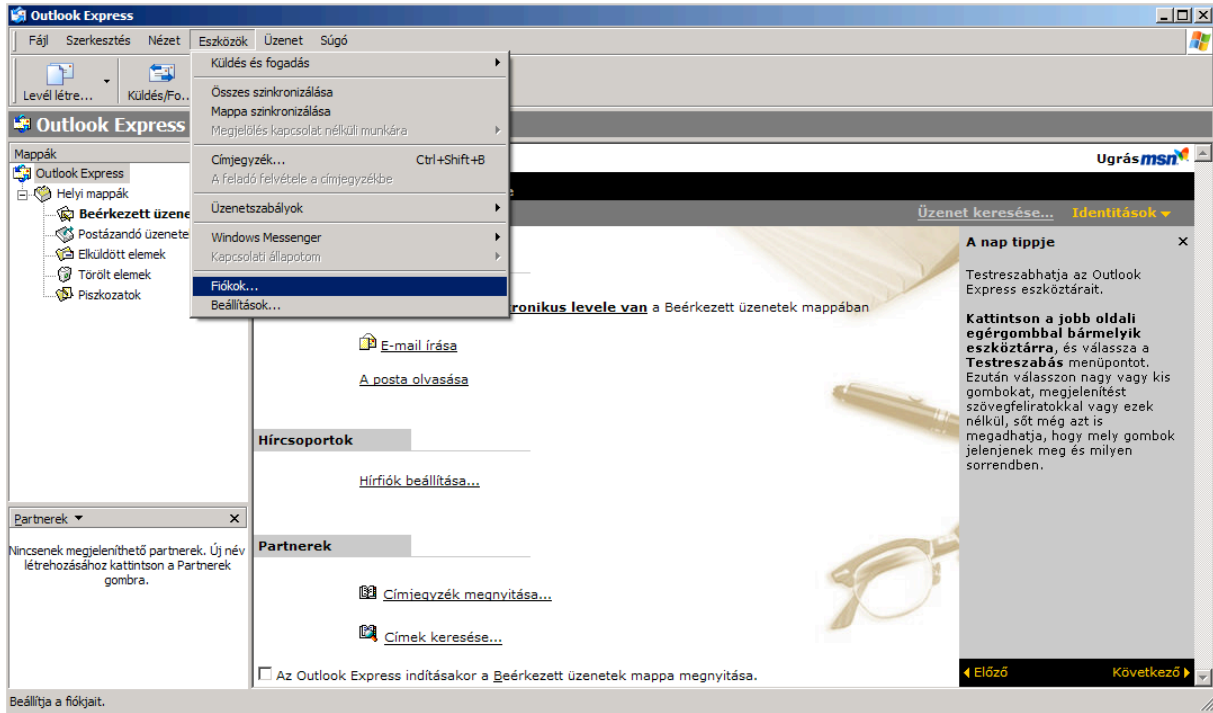 Outlook Express
Fájl Szerkesztés Nézet Eszközök Üzenet Súgó
Levél létre... Küldés/Fo...
Küldés és fogadás
Összes szinkronizálása
Mappa szinkronizálása
Megjelölés kapcsolat nélküli munkára
Címjegyzék... Ctrl+Shift+B
A feladó felvétele a címjegyzékbe
Üzenetszabályok
Windows Messenger
Kapcsolati állapotom
Fiókok...
Beállítások...
Outlook Express
Mappák
Outlook Express
Helyi mappák
Beérkezett üzene
Postázandó üzenete
Elküldött elemek
Törölt elemek
Piszkozatok
Partnerek
Nincsenek megjeleníthető partnerek. Új név
létrehozásához kattintson a Partnerek
gombra.
Ugrás msn
Üzenet keresése... Identitások
ronikus levele van a Beérkezett üzenetek mappában
E-mail írása
A posta olvasása
Hírcsoportok
Hírfiók beállítása...
Partnerek
Címjegyzék megnyitása...
Címek keresése...
Az Outlook Express indításakor a Beérkezett üzenetek mappa megnyitása.
A nap tippje
Testreszabhatja az Outlook
Express eszköztárait.
Kattintson a jobb oldali
egérgombbal bármelyik
eszköztárra, és válassza a
Testreszabás menüpontot.
Ezután válasszon nagy vagy kis
gombokat, megjelenítést
szövegfeliratokkal vagy ezek
nélkül, sőt még azt is
megadhatja, hogy mely gombok
jelenjenek meg és milyen
sorrendben.
Előző Következő
Beállítja a fiókjait.